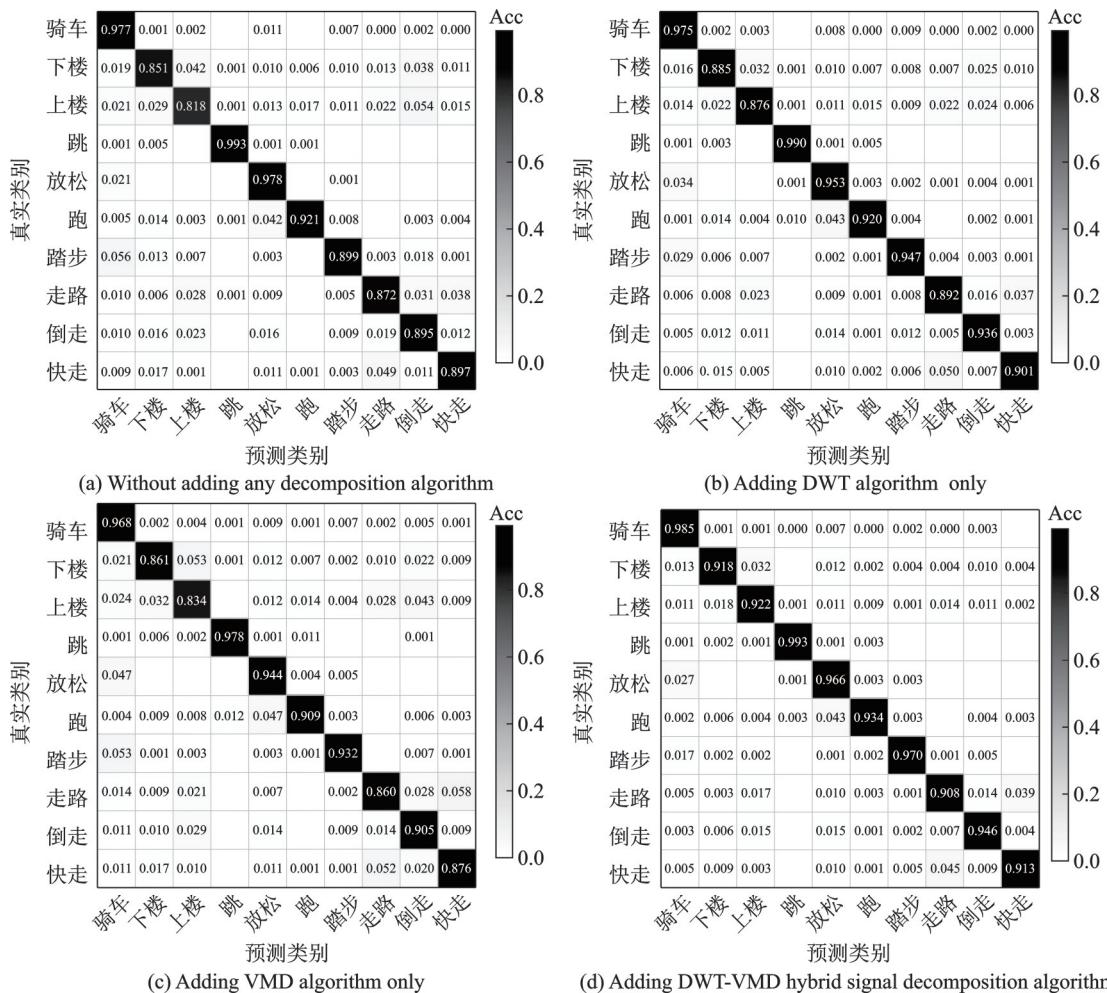 Acc
骑车 0.977 0.001 0.002 0.011 0.007 0.000 0.002 0.000
下楼 0.019 0.851 0.042 0.001 0.010 0.006 0.010 0.013 0.038 0.011
上楼 0.021 0.029 0.818 0.001 0.013 0.017 0.011 0.022 0.054 0.015
跳 0.001 0.005 0.993 0.001 0.001
放松 0.021 0.978 0.001
跑 0.005 0.014 0.003 0.001 0.042 0.921 0.008 0.003 0.004
踏步 0.056 0.013 0.007 0.003 0.899 0.003 0.018 0.001
走路 0.010 0.006 0.028 0.001 0.009 0.005 0.872 0.031 0.038
倒走 0.010 0.016 0.023 0.016 0.009 0.019 0.895 0.012
快走 0.009 0.017 0.001 0.011 0.001 0.003 0.049 0.011 0.897
真实类别
0.8
0.6
0.4
0.2
0.0
骑车 下楼 上楼 跳 放松 跑 踏步 走路 倒走 快走
预测类别
(a) Without adding any decomposition algorithm
Acc
骑车 0.975 0.002 0.003 0.008 0.000 0.009 0.000 0.002 0.000
下楼 0.016 0.885 0.032 0.001 0.010 0.007 0.008 0.007 0.025 0.010
上楼 0.014 0.022 0.876 0.001 0.011 0.015 0.009 0.022 0.024 0.006
跳 0.001 0.003 0.990 0.001 0.005
放松 0.034 0.001 0.953 0.003 0.002 0.001 0.004 0.001
跑 0.001 0.014 0.004 0.010 0.043 0.920 0.004 0.002 0.001
踏步 0.029 0.006 0.007 0.002 0.001 0.947 0.004 0.003 0.001
走路 0.006 0.008 0.023 0.009 0.001 0.008 0.892 0.016 0.037
倒走 0.005 0.012 0.011 0.014 0.001 0.012 0.005 0.936 0.003
快走 0.006 0. 015 0.005 0.010 0.002 0.006 0.050 0.007 0.901
真实类别
0.8
0.6
0.4
0.2
0.0
骑车 下楼 上楼 跳 放松 跑 踏步 走路 倒走 快走
预测类别
(b) Adding DWT algorithm only
Acc
骑车 0.968 0.002 0.004 0.001 0.009 0.001 0.007 0.002 0.005 0.001
下楼 0.021 0.861 0.053 0.001 0.012 0.007 0.002 0.010 0.022 0.009
上楼 0.024 0.032 0.834 0.012 0.014 0.004 0.028 0.043 0.009
跳 0.001 0.006 0.002 0.978 0.001 0.011 0.001
放松 0.047 0.944 0.004 0.005
跑 0.004 0.009 0.008 0.012 0.047 0.909 0.003 0.006 0.003
踏步 0.053 0.001 0.003 0.003 0.001 0.932 0.007 0.001
走路 0.014 0.009 0.021 0.007 0.002 0.860 0.028 0.058
倒走 0.011 0.010 0.029 0.014 0.009 0.014 0.905 0.009
快走 0.011 0.017 0.010 0.011 0.001 0.001 0.052 0.020 0.876
真实类别
0.8
0.6
0.4
0.2
0.0
骑车 下楼 上楼 跳 放松 跑 踏步 走路 倒走 快走
预测类别
(c) Adding VMD algorithm only
Acc
骑车 0.985 0.001 0.001 0.000 0.007 0.000 0.002 0.000 0.003
下楼 0.013 0.918 0.032 0.012 0.002 0.004 0.004 0.010 0.004
上楼 0.011 0.018 0.922 0.001 0.011 0.009 0.001 0.014 0.011 0.002
跳 0.001 0.002 0.001 0.993 0.001 0.003
放松 0.027 0.001 0.966 0.003 0.003
跑 0.002 0.006 0.004 0.003 0.043 0.934 0.003 0.004 0.003
踏步 0.017 0.002 0.002 0.001 0.002 0.970 0.001 0.005
走路 0.005 0.003 0.017 0.010 0.003 0.001 0.908 0.014 0.039
倒走 0.003 0.006 0.015 0.015 0.001 0.002 0.007 0.946 0.004
快走 0.005 0.009 0.003 0.010 0.001 0.005 0.045 0.009 0.913
真实类别
0.8
0.6
0.4
0.2
0.0
骑车 下楼 上楼 跳 放松 跑 踏步 走路 倒走 快走
预测类别
(d) Adding DWT-VMD hybrid signal decomposition algorithm